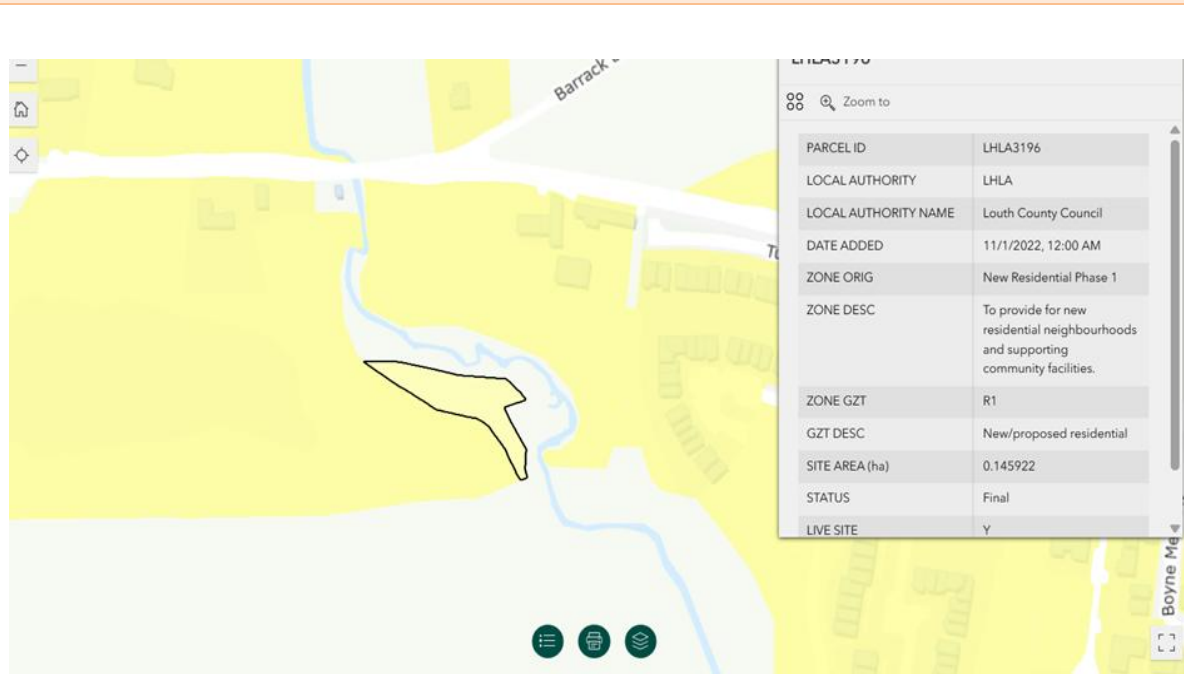 Barrack
LHLA3196
Zoom to
PARCEL ID LHLA3196
LOCAL AUTHORITY LHLA
LOCAL AUTHORITY NAME Louth County Council
DATE ADDED 11/1/2022, 12:00 AM
ZONE ORIG New Residential Phase 1
ZONE DESC To provide for new
residential neighbourhoods
and supporting
community facilities.
ZONE GZT R1
GZT DESC New/proposed residential
SITE AREA (ha) 0.145922
STATUS Final
LIVE SITE Y
Boyne